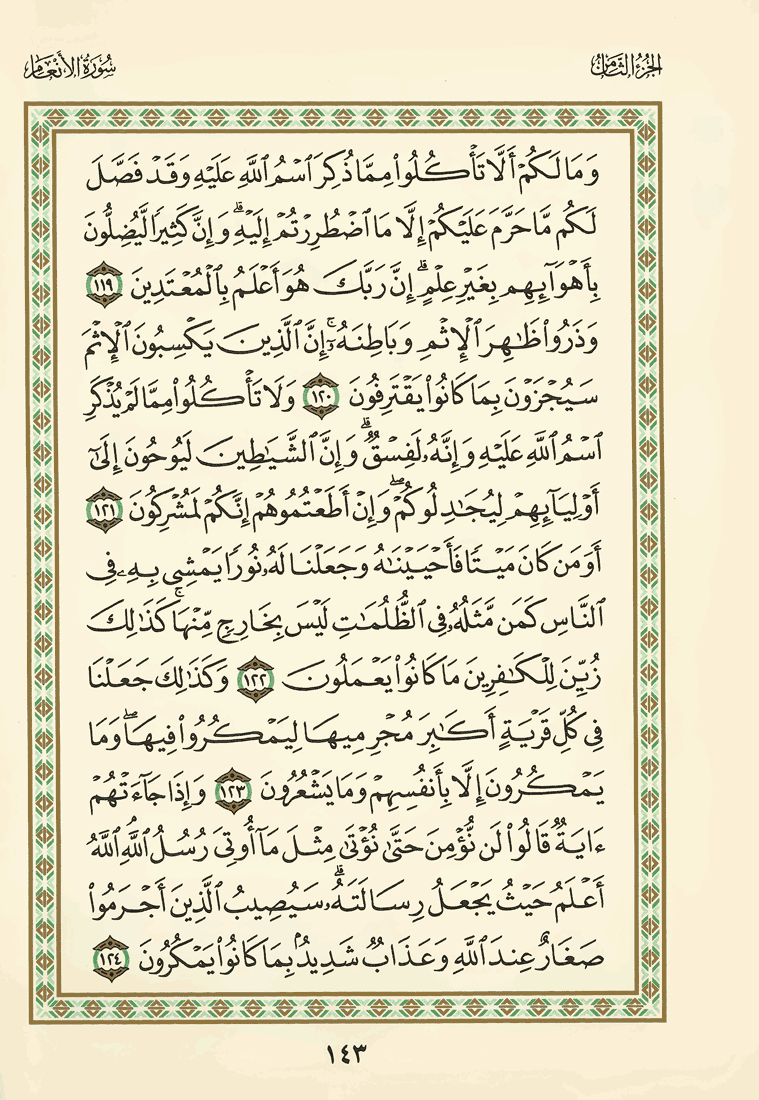 الجزء الثامن
سورة الأنعام
وَمَا لَكُمْ أَلَّا تَأْكُلُوا۟ مِمَّا ذُكِرَ ٱسْمُ ٱللَّهِ عَلَيْهِ وَقَدْ فَصَّلَ
لَكُم مَّا حَرَّمَ عَلَيْكُمْ إِلَّا مَا ٱضْطُرِرْتُمْ إِلَيْهِ ۗ وَإِنَّ كَثِيرًا لَّيُضِلُّونَ
بِأَهْوَآئِهِم بِغَيْرِ عِلْمٍ ۗ إِنَّ رَبَّكَ هُوَ أَعْلَمُ بِٱلْمُعْتَدِينَ ١١٩
وَذَرُوا۟ ظَٰهِرَ ٱلْإِثْمِ وَبَاطِنَهُۥٓ ۚ إِنَّ ٱلَّذِينَ يَكْسِبُونَ ٱلْإِثْمَ
سَيُجْزَوْنَ بِمَا كَانُوا۟ يَقْتَرِفُونَ ١٢٠ وَلَا تَأْكُلُوا۟ مِمَّا لَمْ يُذْكَرِ
ٱسْمُ ٱللَّهِ عَلَيْهِ وَإِنَّهُۥ لَفِسْقٌ ۗ وَإِنَّ ٱلشَّيَٰطِينَ لَيُوحُونَ إِلَىٰٓ
أَوْلِيَآئِهِمْ لِيُجَٰدِلُوكُمْ ۖ وَإِنْ أَطَعْتُمُوهُمْ إِنَّكُمْ لَمُشْرِكُونَ ١٢١
أَوَمَن كَانَ مَيْتًا فَأَحْيَيْنَٰهُ وَجَعَلْنَا لَهُۥ نُورًا يَمْشِى بِهِۦ فِى
ٱلنَّاسِ كَمَن مَّثَلُهُۥ فِى ٱلظُّلُمَٰتِ لَيْسَ بِخَارِجٍ مِّنْهَا ۚ كَذَٰلِكَ
زُيِّنَ لِلْكَٰفِرِينَ مَا كَانُوا۟ يَعْمَلُونَ ١٢٢ وَكَذَٰلِكَ جَعَلْنَا
فِى كُلِّ قَرْيَةٍ أَكَٰبِرَ مُجْرِمِيهَا لِيَمْكُرُوا۟ فِيهَا ۖ وَمَا
يَمْكُرُونَ إِلَّا بِأَنفُسِهِمْ وَمَا يَشْعُرُونَ ١٢٣ وَإِذَا جَآءَتْهُمْ
ءَايَةٌ قَالُوا۟ لَن نُّؤْمِنَ حَتَّىٰ نُؤْتَىٰ مِثْلَ مَآ أُوتِىَ رُسُلُ ٱللَّهِ ۘ ٱللَّهُ
أَعْلَمُ حَيْثُ يَجْعَلُ رِسَالَتَهُۥ ۗ سَيُصِيبُ ٱلَّذِينَ أَجْرَمُوا۟
صَغَارٌ عِندَ ٱللَّهِ وَعَذَابٌ شَدِيدٌۢ بِمَا كَانُوا۟ يَمْكُرُونَ ١٢٤
١٤٣